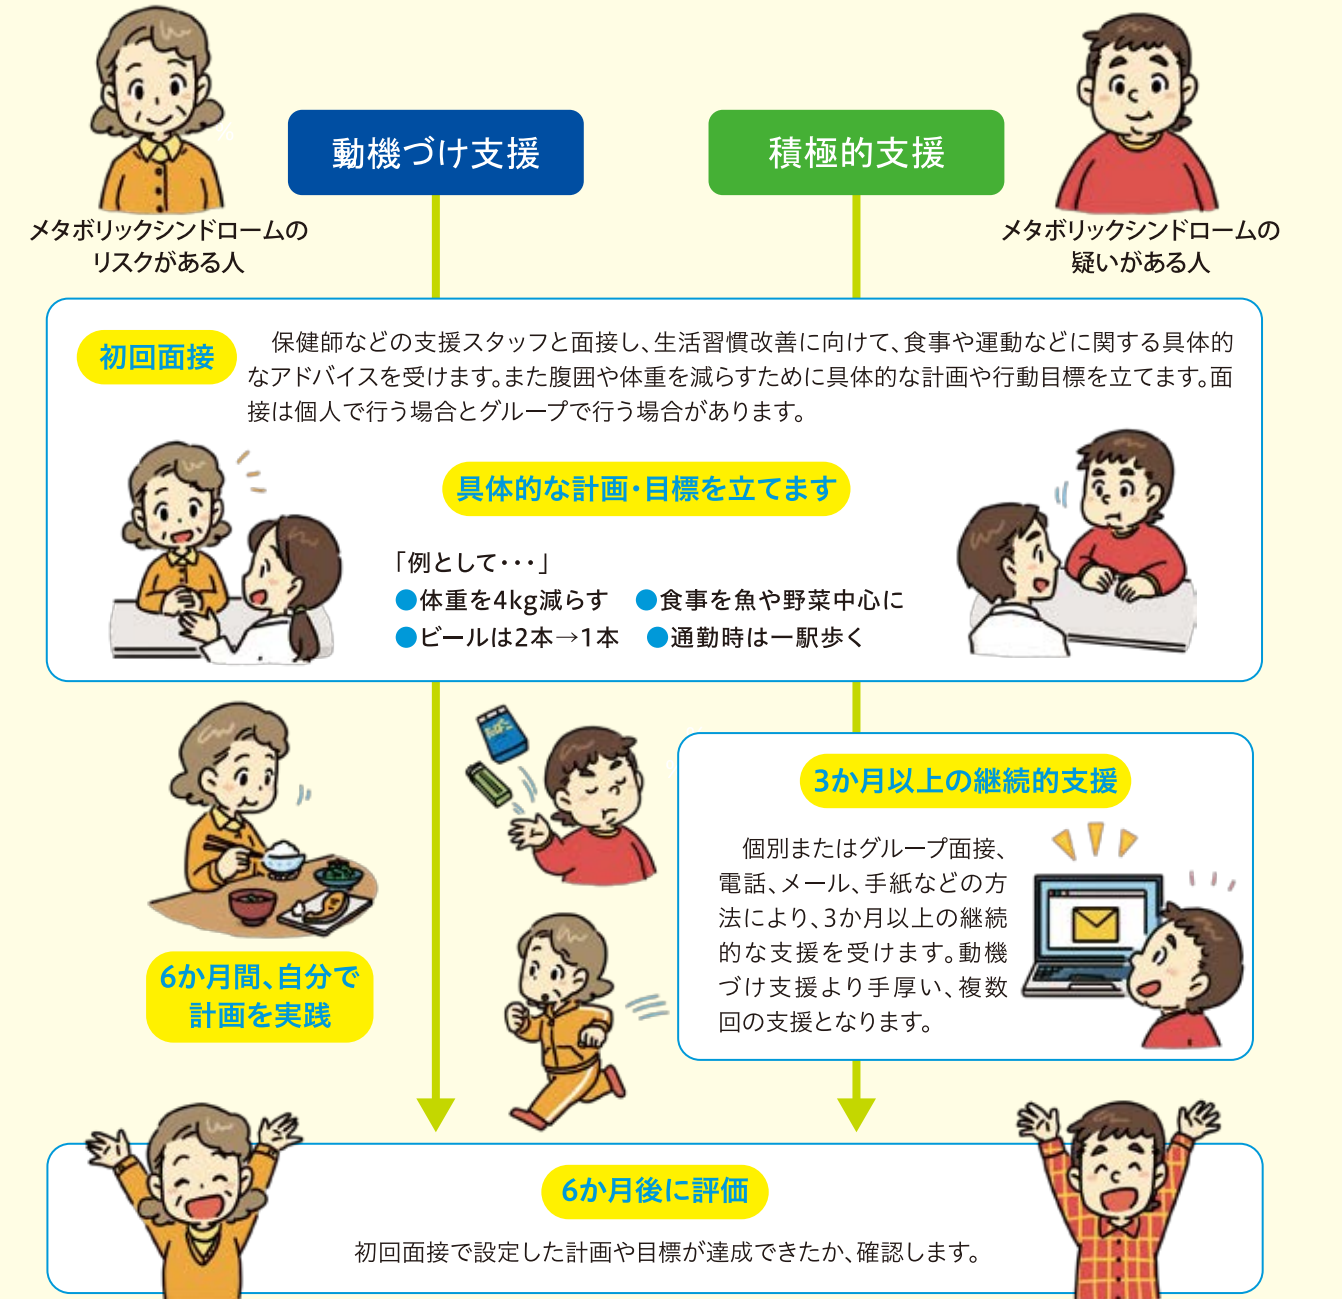 動機づけ支援
積極的支援
メタボリックシンドロームの
リスクがある人
メタボリックシンドロームの
疑いがある人
初回面接
保健師などの支援スタッフと面接し、生活習慣改善に向けて、食事や運動などに関する具体的
なアドバイスを受けます。また腹囲や体重を減らすために具体的な計画や行動目標を立てます。面
接は個人で行う場合とグループで行う場合があります。
具体的な計画・目標を立てます
「例として・・・」
●体重を4kg減らす ●食事を魚や野菜中心に
●ビールは2本→1本 ●通勤時は一駅歩く
3か月以上の継続的支援
個別またはグループ面接、
電話、メール、手紙などの方
法により、3か月以上の継続
的な支援を受けます。動機
づけ支援より手厚い、複数
回の支援となります。
6か月間、自分で
計画を実践
6か月後に評価
初回面接で設定した計画や目標が達成できたか、確認します。